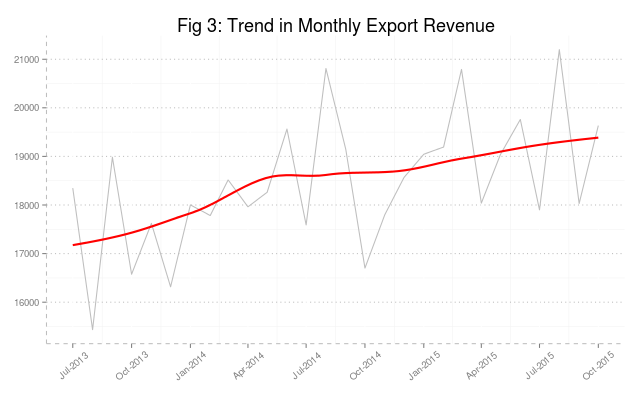 Fig 3: Trend in Monthly Export Revenue
21000
20000
19000
18000
17000
16000
Jul-2013
Oct-2013
Jan-2014
Apr-2014
Jul-2014
Oct-2014
Jan-2015
Apr-2015
Jul-2015
Oct-2015